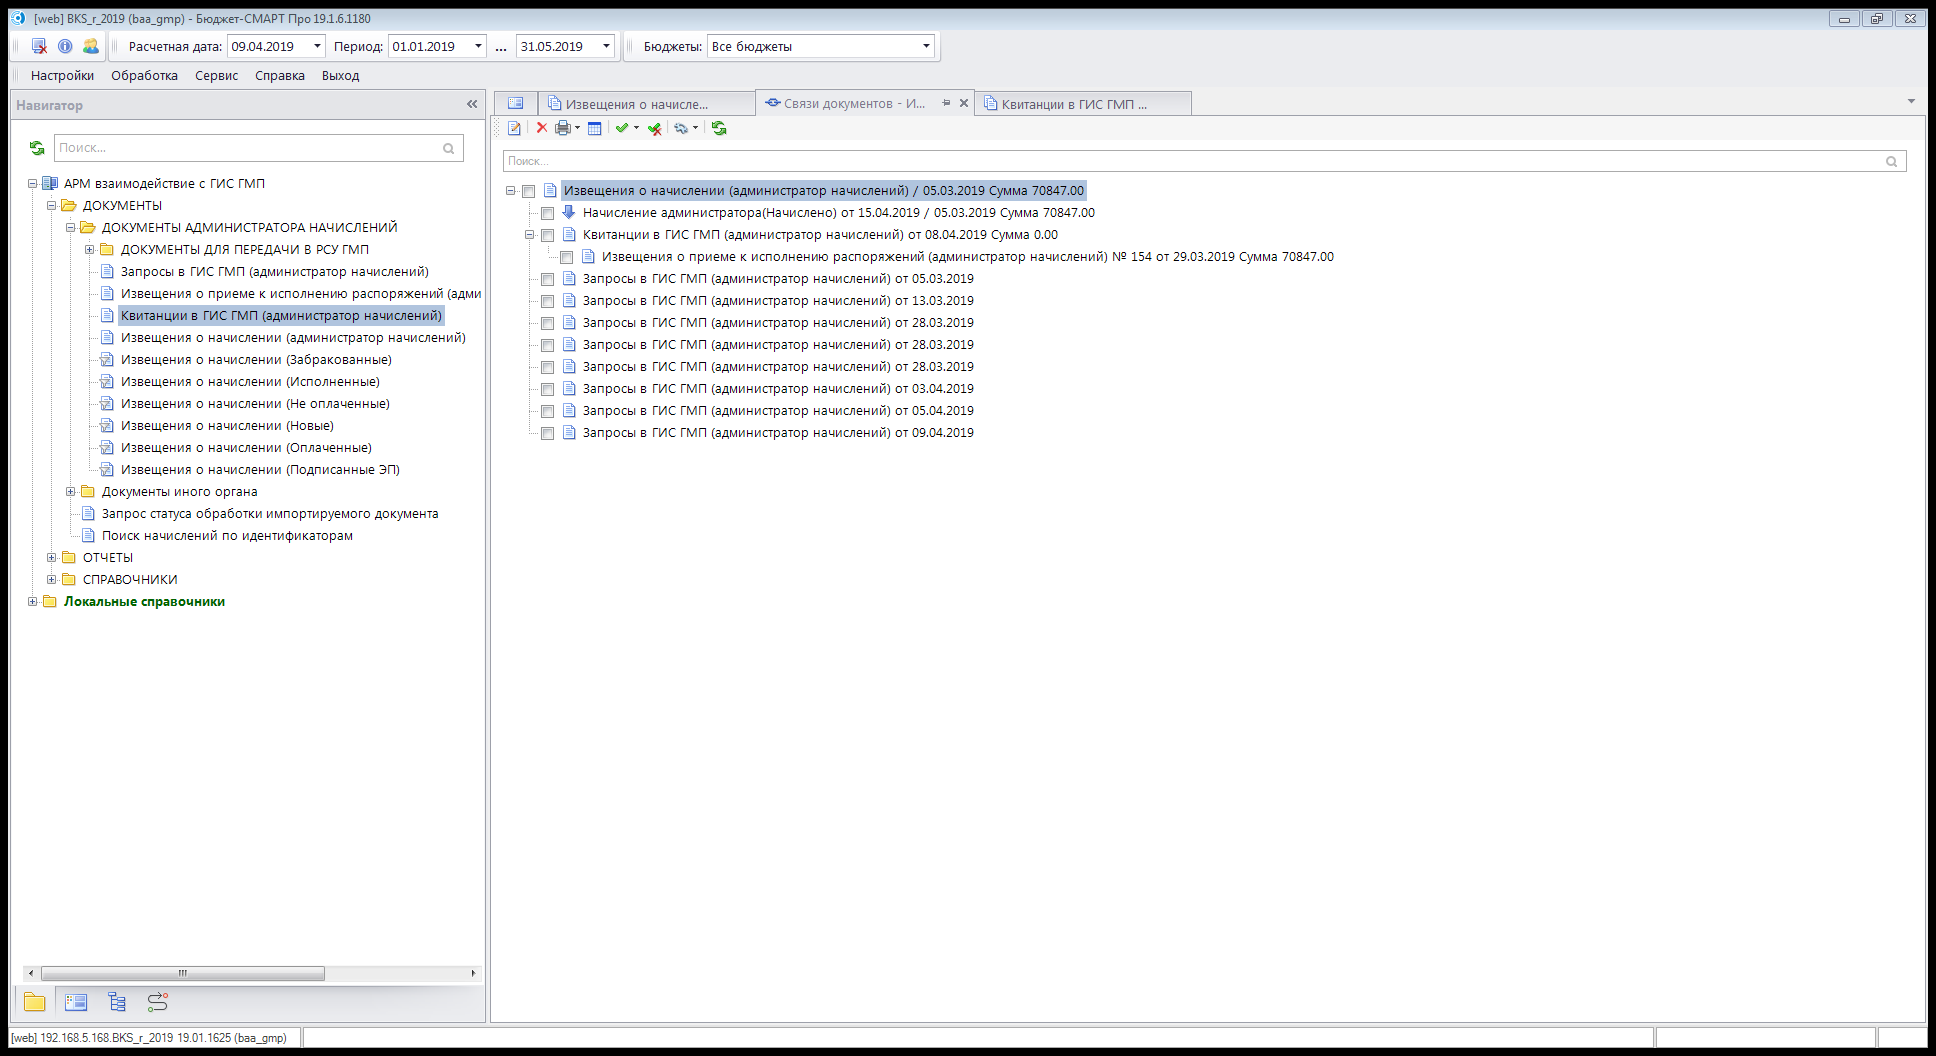 [web] BKS_r_2019 (baa_gmp) - Бюджет-СМАРТ Про 19.1.6.1180
Расчетная дата: 09.04.2019 Период: 01.01.2019 ... 31.05.2019 Бюджеты: Все бюджеты
Настройки Обработка Сервис Справка Выход
Навигатор
Поиск...
АРМ взаимодействие с ГИС ГМП
ДОКУМЕНТЫ
ДОКУМЕНТЫ АДМИНИСТРАТОРА НАЧИСЛЕНИЙ
ДОКУМЕНТЫ ДЛЯ ПЕРЕДАЧИ В РСУ ГМП
Запросы в ГИС ГМП (администратор начислений)
Извещения о приеме к исполнению распоряжений (адми
Квитанции в ГИС ГМП (администратор начислений)
Извещения о начислении (администратор начислений)
Извещения о начислении (Забракованные)
Извещения о начислении (Исполненные)
Извещения о начислении (Не оплаченные)
Извещения о начислении (Новые)
Извещения о начислении (Оплаченные)
Извещения о начислении (Подписанные ЭП)
Документы иного органа
Запрос статуса обработки импортируемого документа
Поиск начислений по идентификаторам
ОТЧЕТЫ
СПРАВОЧНИКИ
Локальные справочники
Извещения о начисле... Связи документов - И... Квитанции в ГИС ГМП ...
Поиск...
Извещения о начислении (администратор начислений) / 05.03.2019 Сумма 70847.00
Начисление администратора(Начислено) от 15.04.2019 / 05.03.2019 Сумма 70847.00
Квитанции в ГИС ГМП (администратор начислений) от 08.04.2019 Сумма 0.00
Извещения о приеме к исполнению распоряжений (администратор начислений) № 154 от 29.03.2019 Сумма 70847.00
Запросы в ГИС ГМП (администратор начислений) от 05.03.2019
Запросы в ГИС ГМП (администратор начислений) от 13.03.2019
Запросы в ГИС ГМП (администратор начислений) от 28.03.2019
Запросы в ГИС ГМП (администратор начислений) от 28.03.2019
Запросы в ГИС ГМП (администратор начислений) от 28.03.2019
Запросы в ГИС ГМП (администратор начислений) от 03.04.2019
Запросы в ГИС ГМП (администратор начислений) от 05.04.2019
Запросы в ГИС ГМП (администратор начислений) от 09.04.2019
[web] 192.168.5.168.BKS_r_2019 19.01.1625 (baa_gmp)